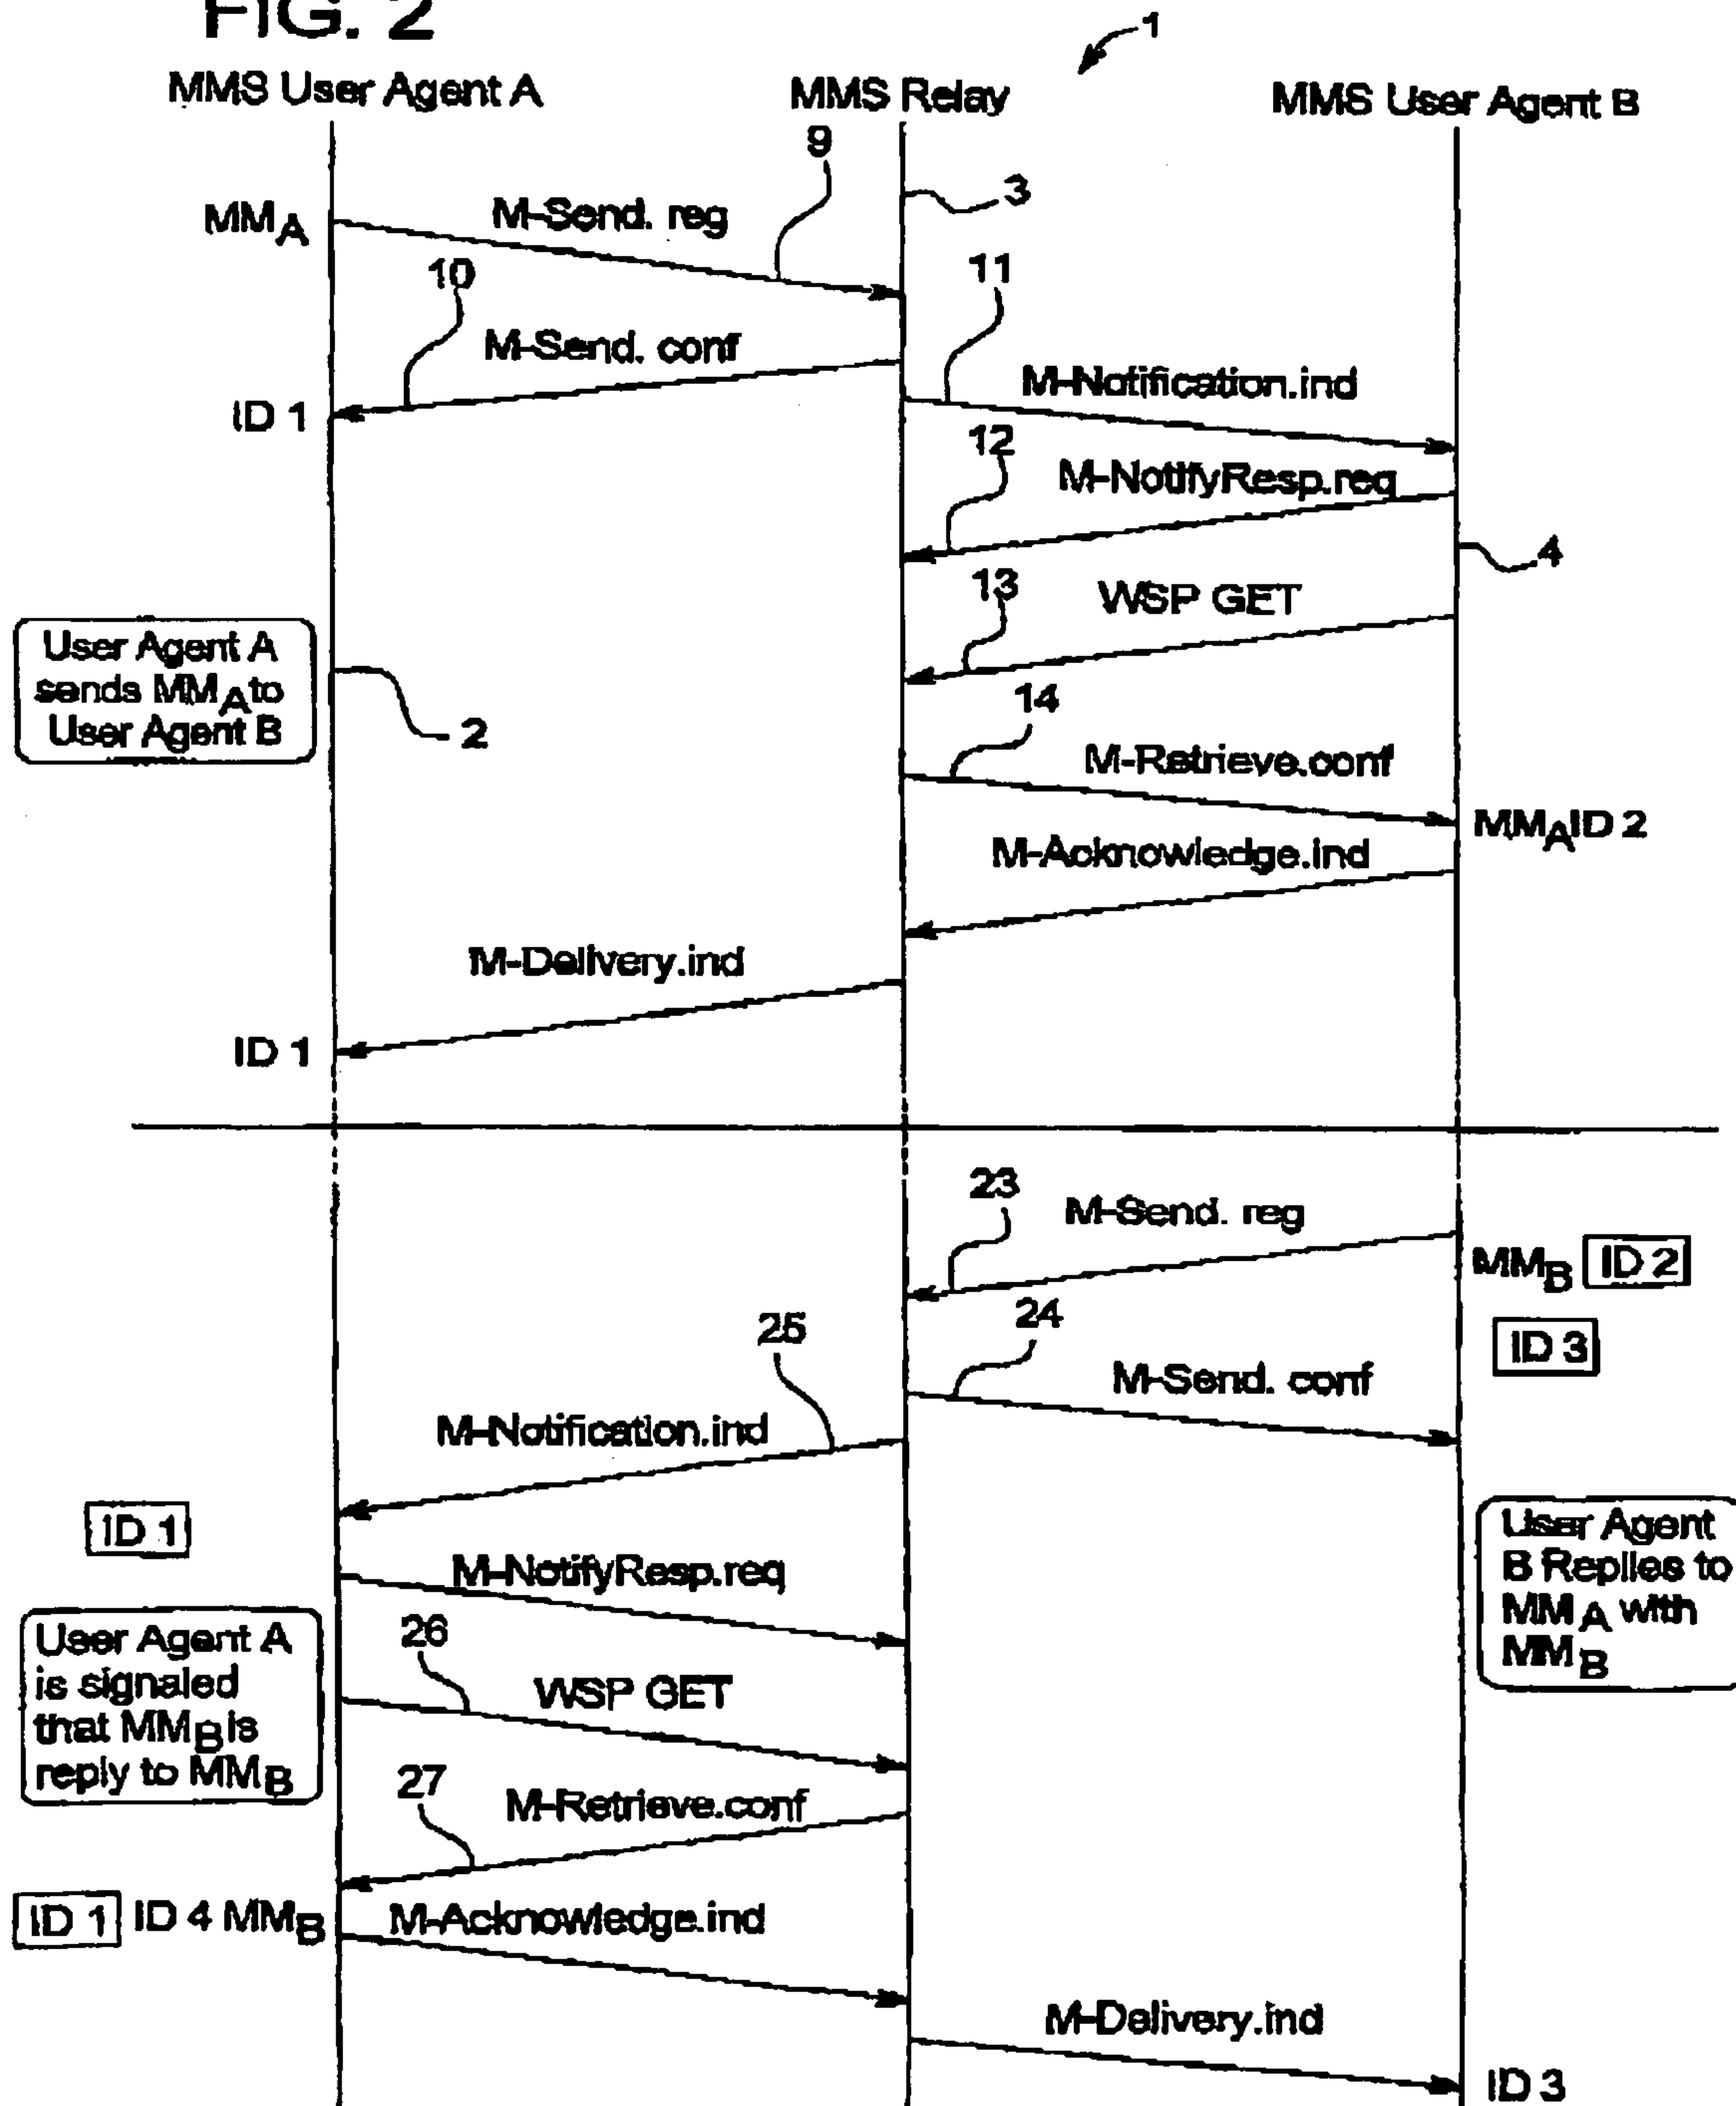 FIG. 2
1
MMS User Agent A
MMS Relay
MMS User Agent B
9
3
MMA
M-Send. reg
10
11
M-Send. conf
M-Notification.ind
ID 1
12
M-NotifyResp.req
4
13
WSP GET
User Agent A
sends MMA to
User Agent B
2
14
M-Retrieve.conf
MMA ID 2
M-Acknowledge.ind
M-Delivery.ind
ID 1
23
M-Send. reg
MMB ID 2
24
25
ID 3
M-Send. conf
M-Notification.ind
ID 1
User Agent
B Replies to
MMA with
MMB
M-NotifyResp.req
User Agent A
is signaled
that MMB is
reply to MMB
26
WSP GET
27
M-Retrieve.conf
ID 1 ID 4 MMB
M-Acknowledge.ind
M-Delivery.ind
ID 3